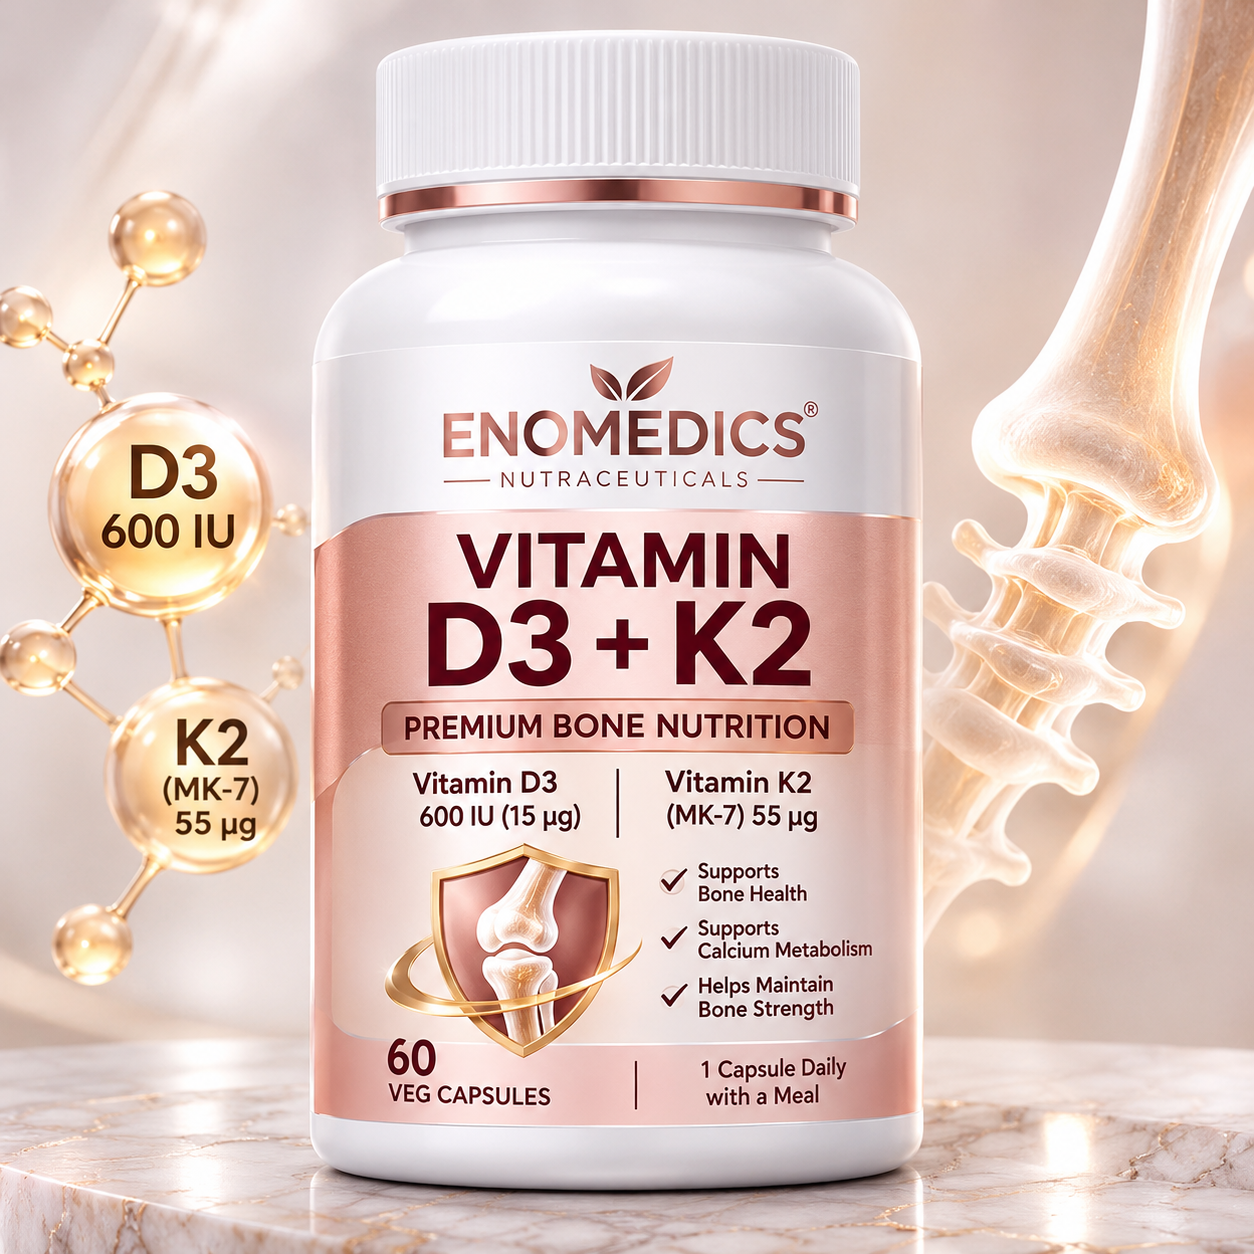 D3
600 IU
K2
(MK-7)
55 µg
ENOMEDICS®
NUTRACEUTICALS
VITAMIN
D3 + K2
PREMIUM BONE NUTRITION
Vitamin D3
600 IU (15 µg)
Vitamin K2
(MK-7) 55 µg
Supports
Bone Health
Supports
Calcium Metabolism
Helps Maintain
Bone Strength
60
VEG CAPSULES
1 Capsule Daily
with a Meal